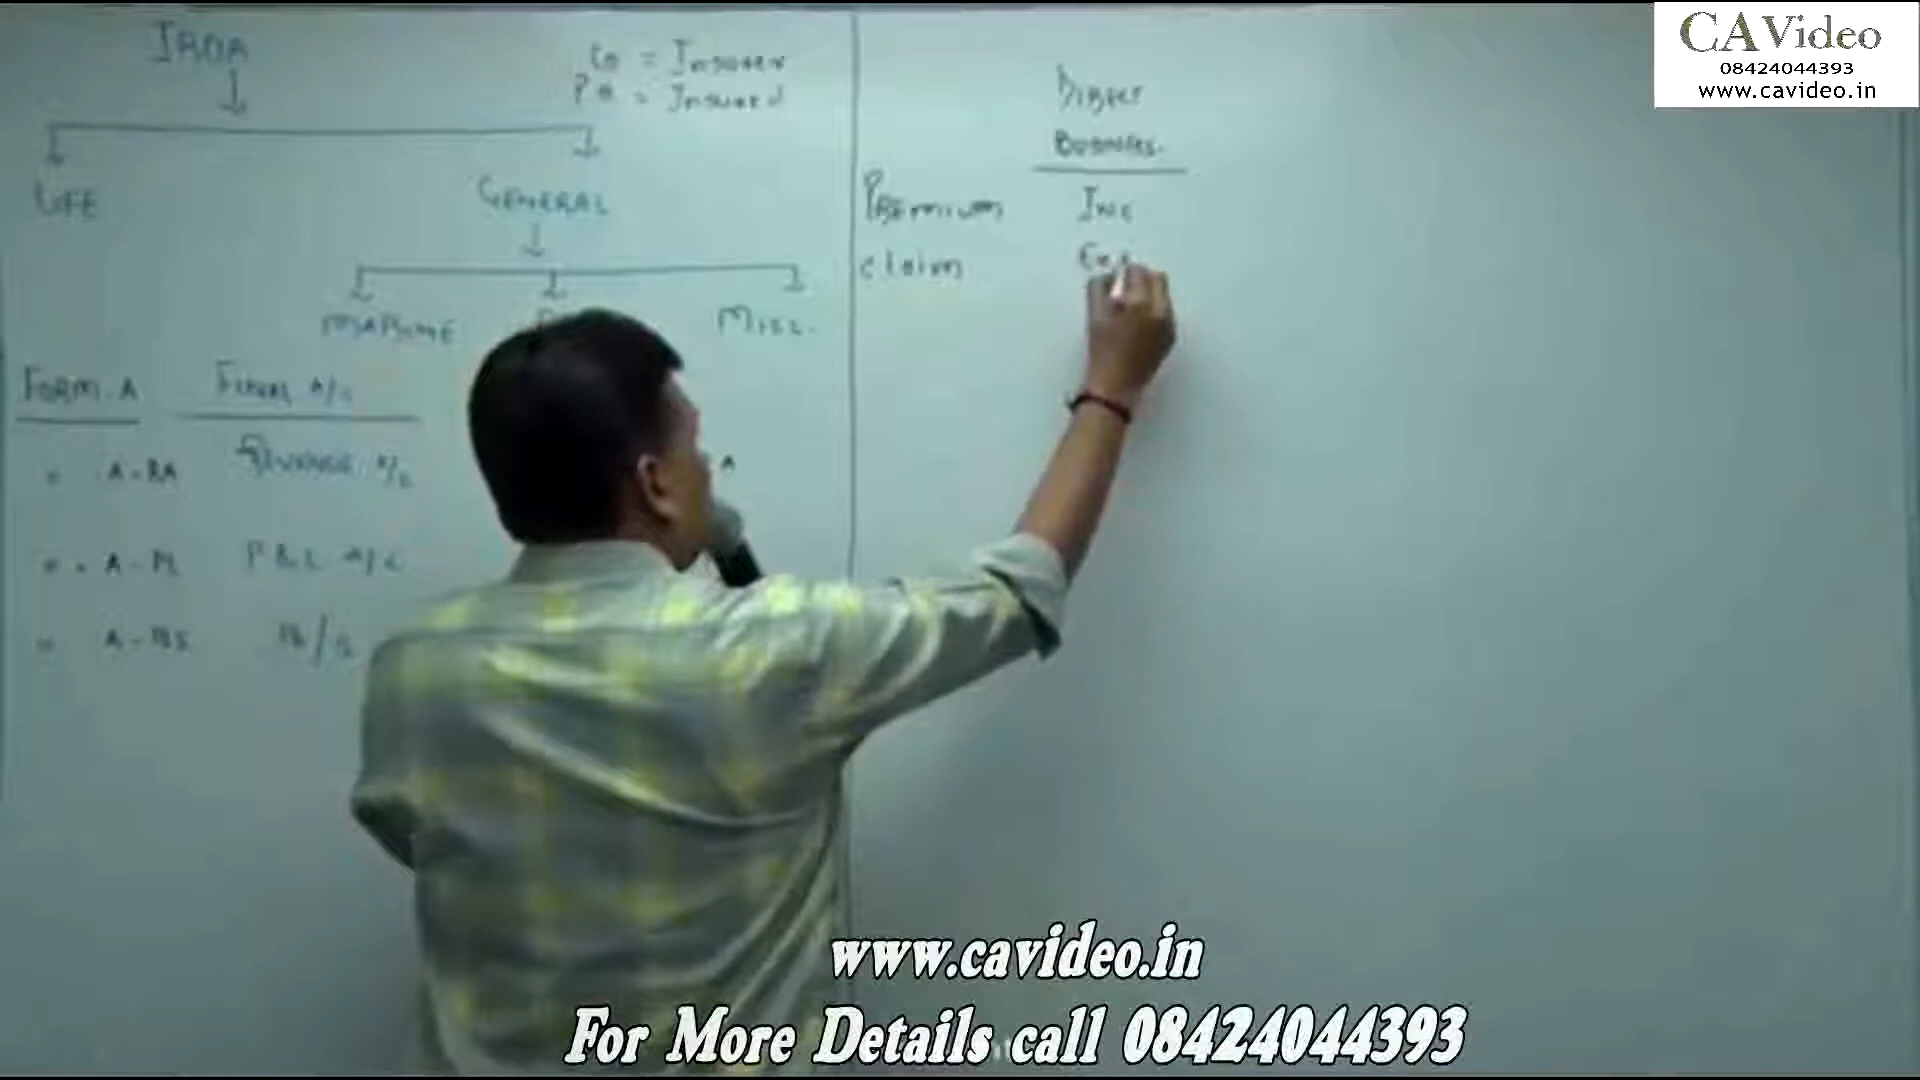 IRDA
Co = Insurer
PH = Insured
LIFE
GENERAL
MARINE
MISC.
FORM. A
FINAL A/C
" A-RA REVENUE A/C
" A-PL P&L A/C
" A-BS B/S
A
DIRECT
BUSINESS.
PREMIUM INC
claim Exp
CAVideo
08424044393
www.cavideo.in
www.cavideo.in
For More Details call 08424044393